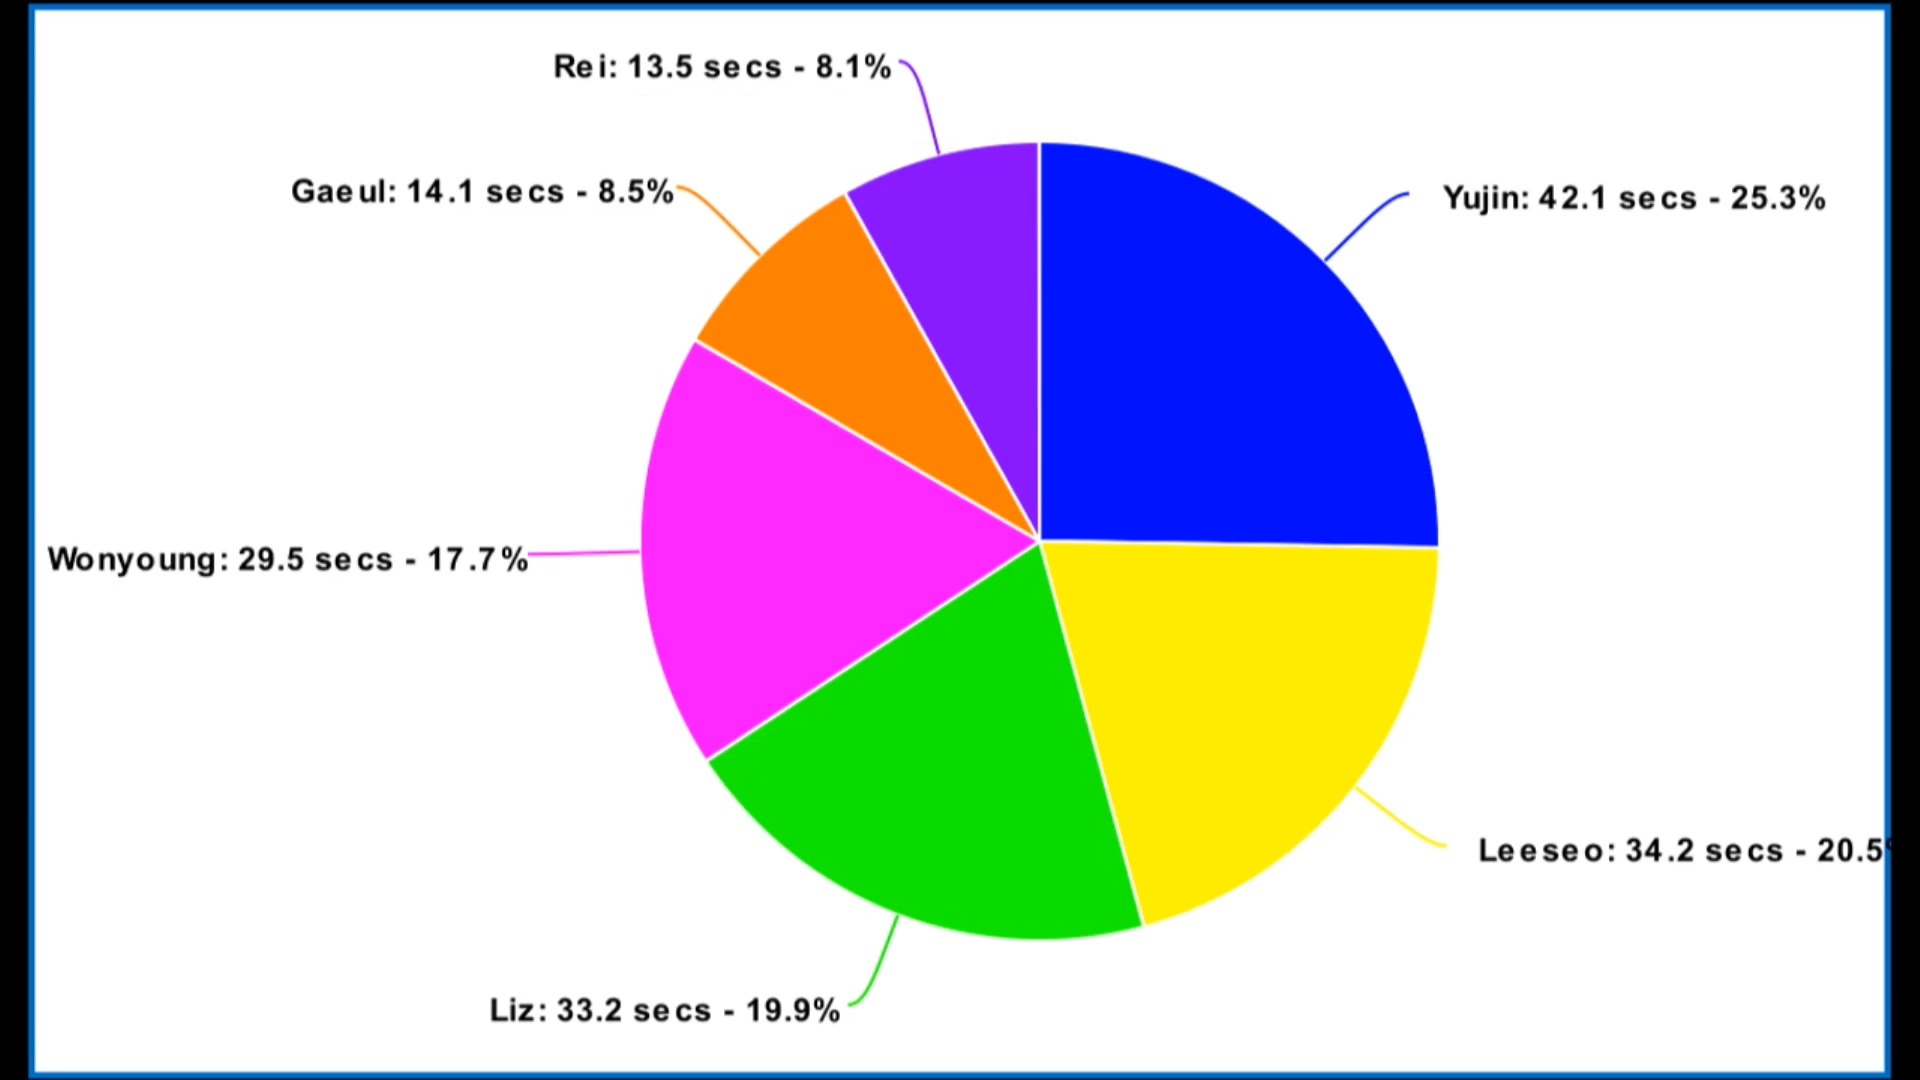 Rei: 13.5 secs - 8.1%
Gaeul: 14.1 secs - 8.5%
Yujin: 42.1 secs - 25.3%
Wonyoung: 29.5 secs - 17.7%
Leeseo: 34.2 secs - 20.5
Liz: 33.2 secs - 19.9%